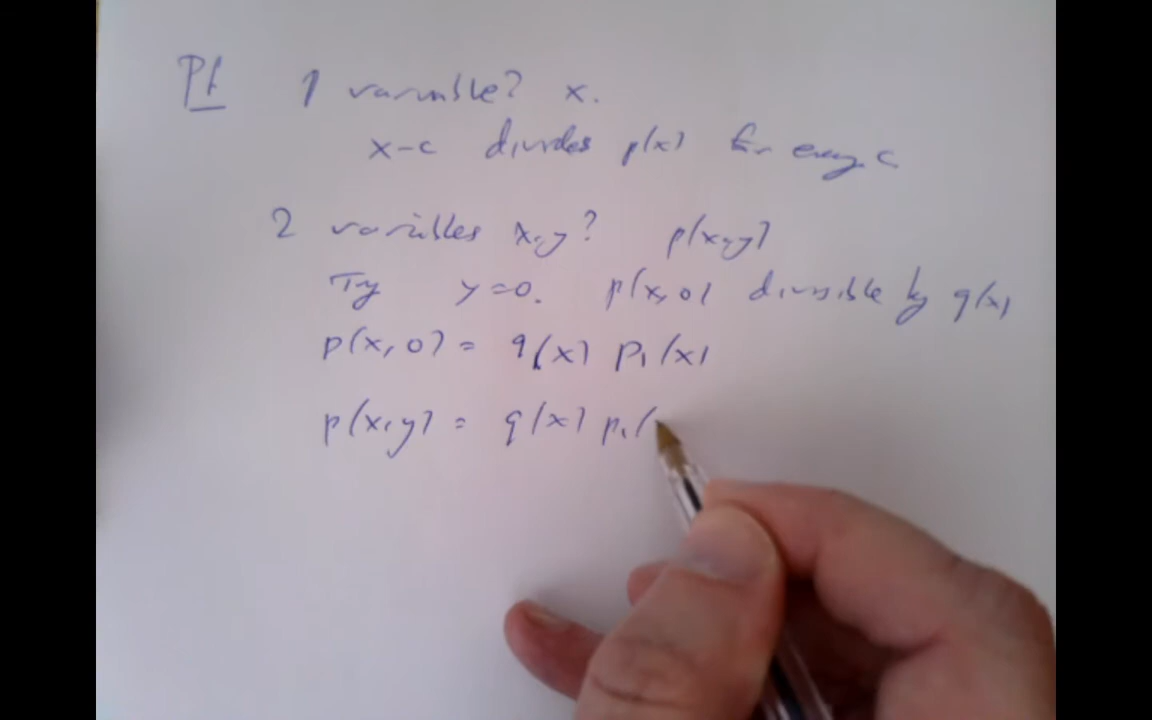 Pf 1 variable? x.
x-c divides p(x) for every c
2 variables x,y? p(x,y)
Try y=0. p(x,0) divisible by q(x)
p(x,0) = q(x) p₁(x)
p(x,y) = q(x) p₁(